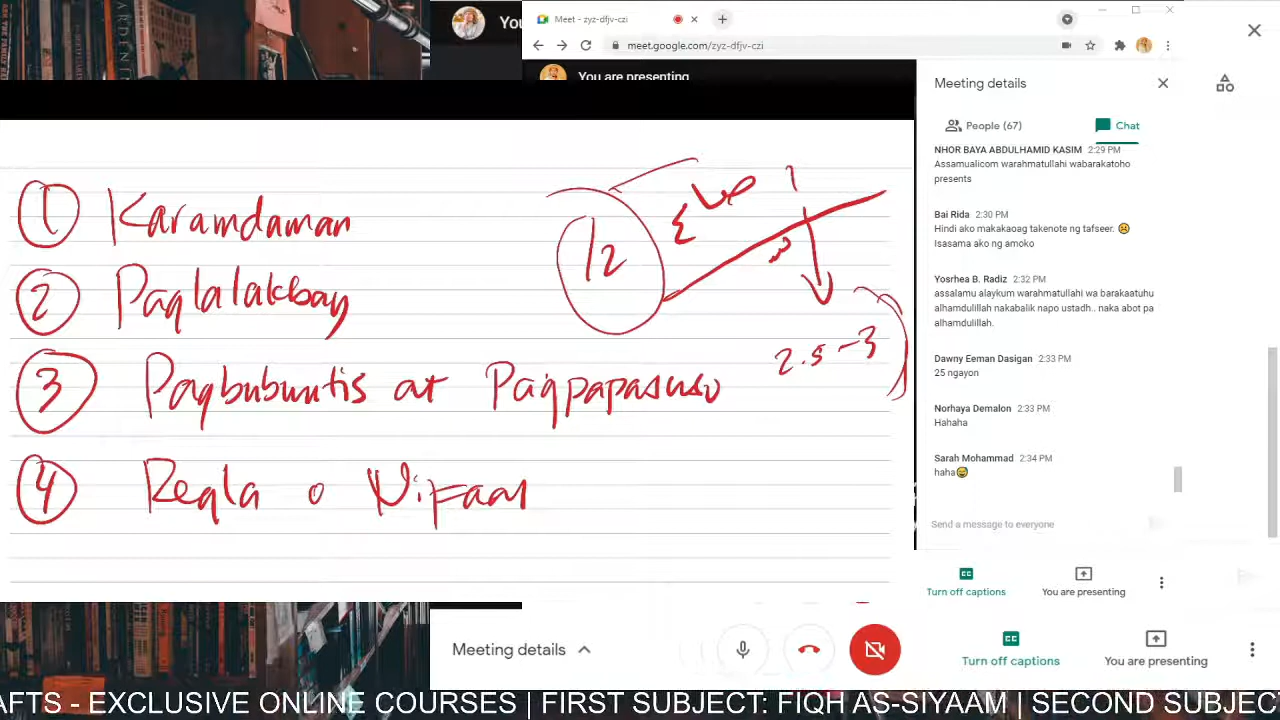 You
Meet - zyz-dfjv-czi
meet.google.com/zyz-dfjv-czi
You are presenting
Meeting details
People (67)
Chat
NHOR BAYA ABDULHAMID KASIM 2:29 PM
Assamualicom warahmatullahi wabarakatoho
presents
Bai Rida 2:30 PM
Hindi ako makakaoag takenote ng tafseer. ☹️
Isasama ako ng amoko
Yosrhea B. Radiz 2:32 PM
assalamu alaykum warahmatullahi wa barakaatuhu
alhamdulillah nakabalik napo ustadh.. naka abot pa
alhamdulillah.
Dawny Eeman Dasigan 2:33 PM
25 ngayon
Norhaya Demalon 2:33 PM
Hahaha
Sarah Mohammad 2:34 PM
haha😅
Send a message to everyone
Turn off captions
You are presenting
1 Karamdaman
2 Paglalakbay
3 Pagbubuntis at Pagpapasuso
4 Regla o Nifaas
12
2.5 - 3
Meeting details
Turn off captions
You are presenting
AFTS - EXCLUSIVE ONLINE COURSES | FIRST SUBJECT: FIQH AS-SIYAAM | SECOND SUBJEC